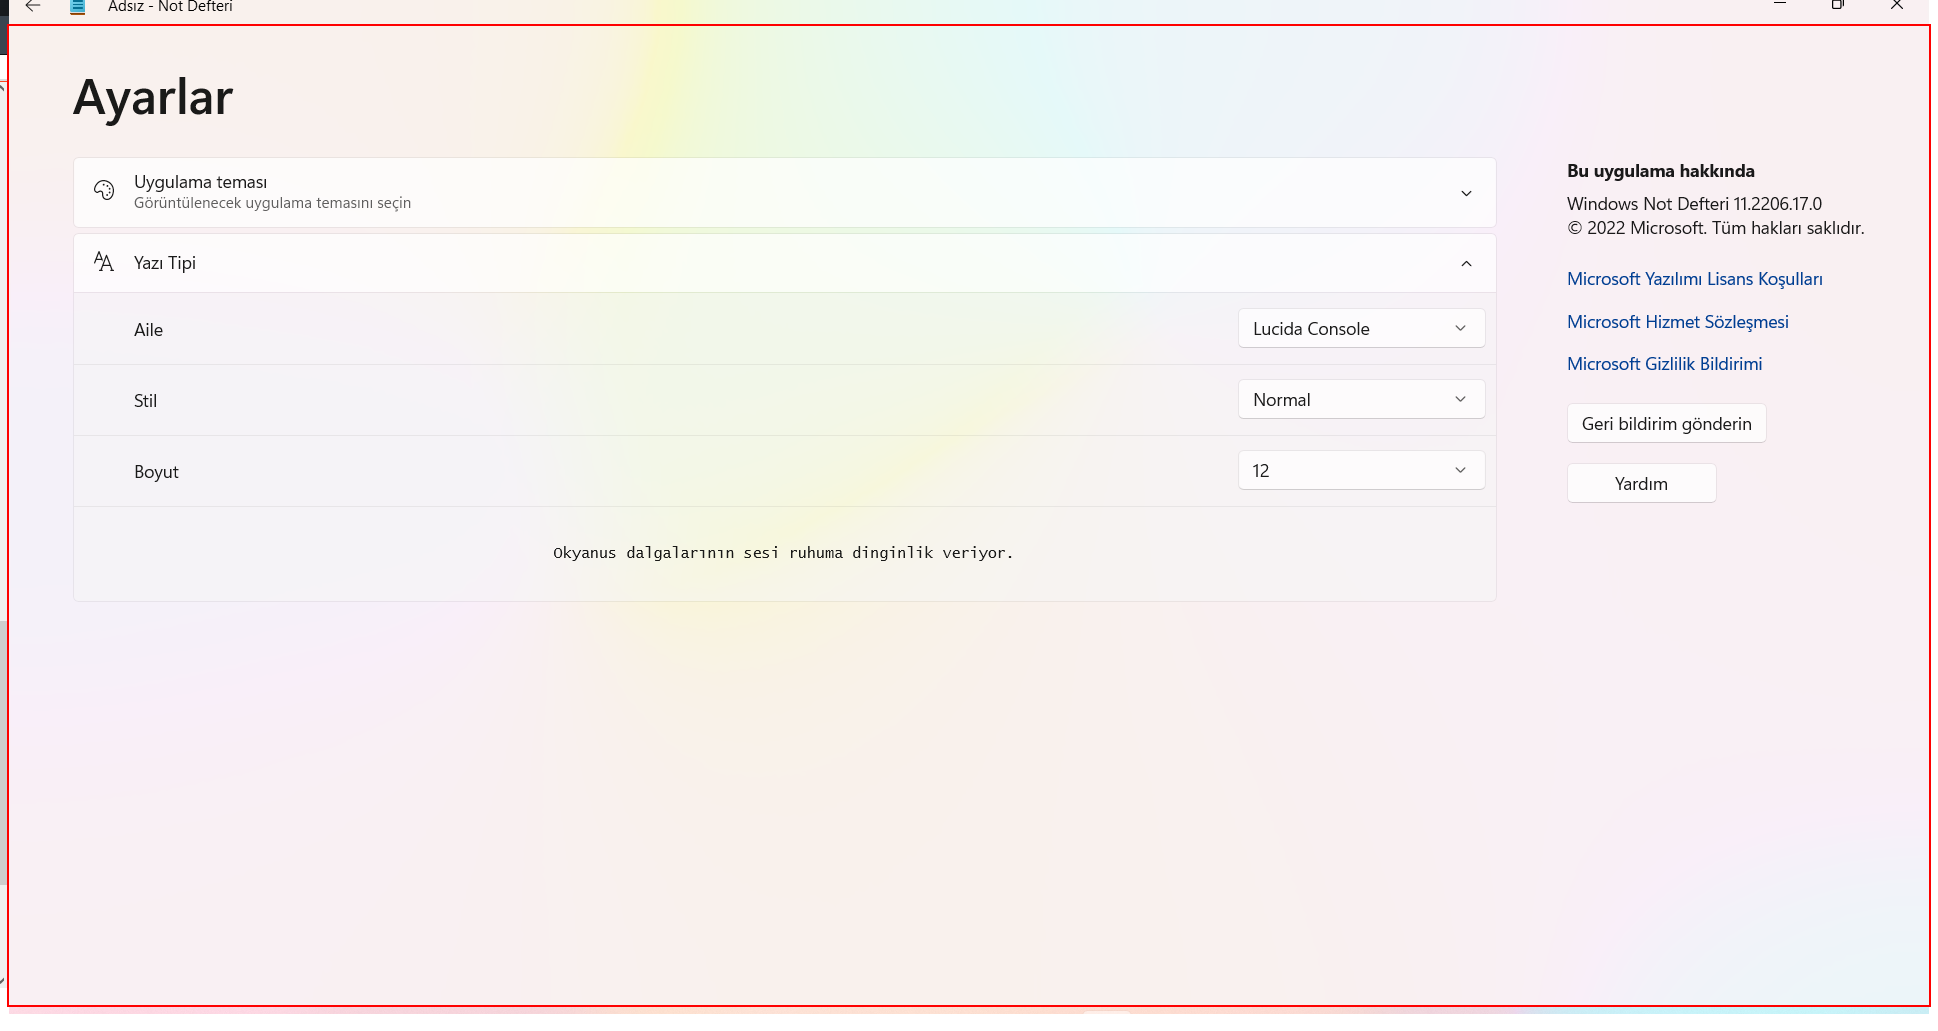 Adsız - Not Defteri
Ayarlar
Uygulama teması
Görüntülenecek uygulama temasını seçin
Yazı Tipi
Aile
Lucida Console
Stil
Normal
Boyut
12
Okyanus dalgalarının sesi ruhuma dinginlik veriyor.
Bu uygulama hakkında
Windows Not Defteri 11.2206.17.0
© 2022 Microsoft. Tüm hakları saklıdır.
Microsoft Yazılımı Lisans Koşulları
Microsoft Hizmet Sözleşmesi
Microsoft Gizlilik Bildirimi
Geri bildirim gönderin
Yardım